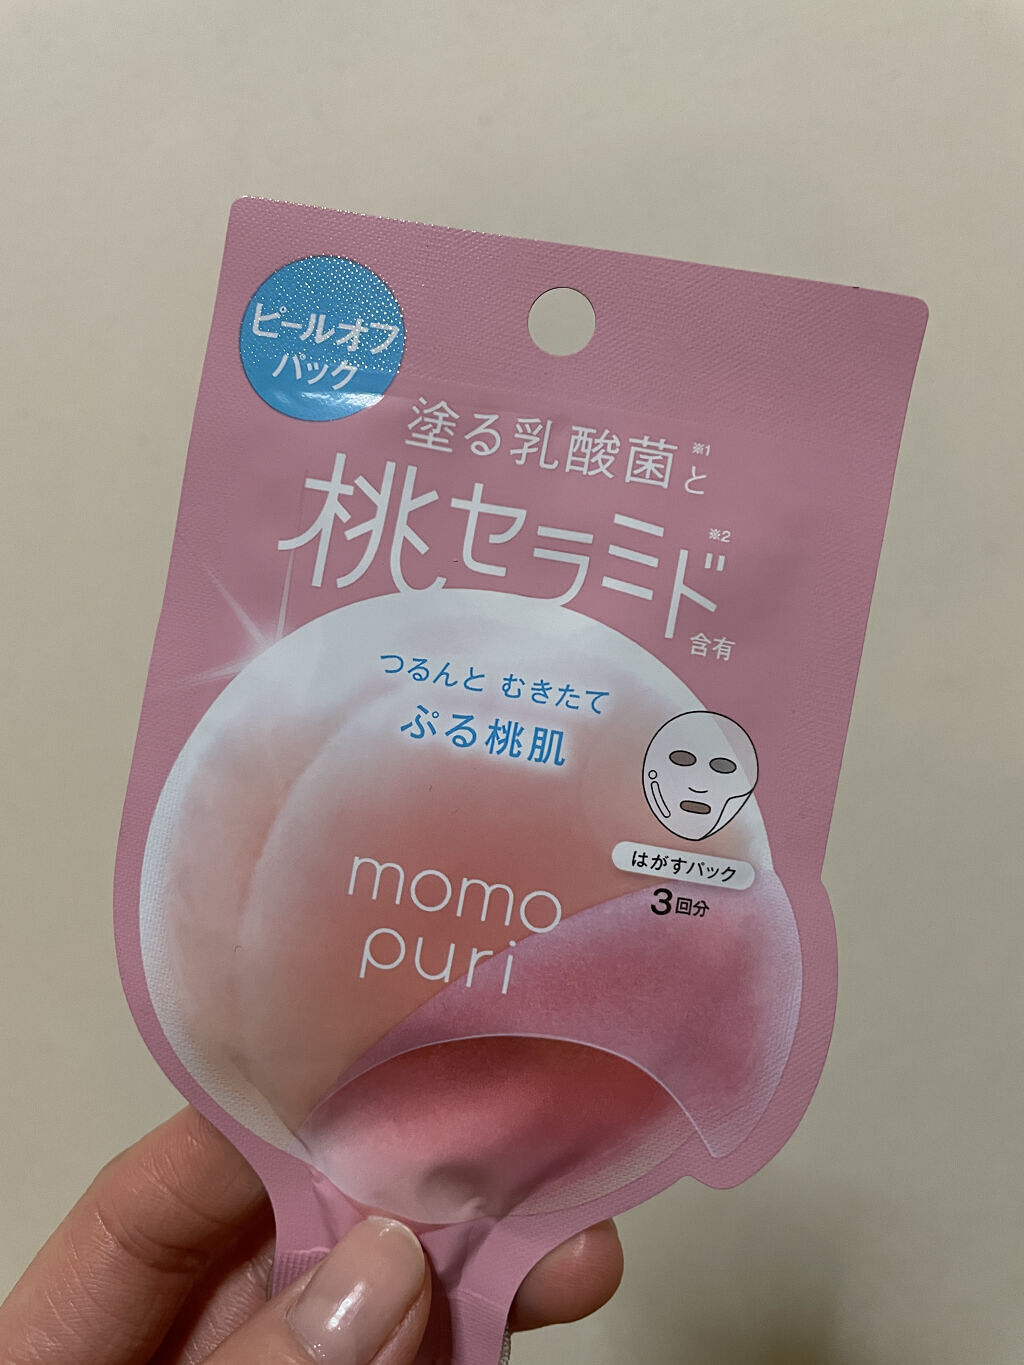 ピールオフ
パック
塗る乳酸菌※1と
桃セラミド※2
含有
つるんと むきたて
ぷる桃肌
momo
puri
はがすパック
3回分